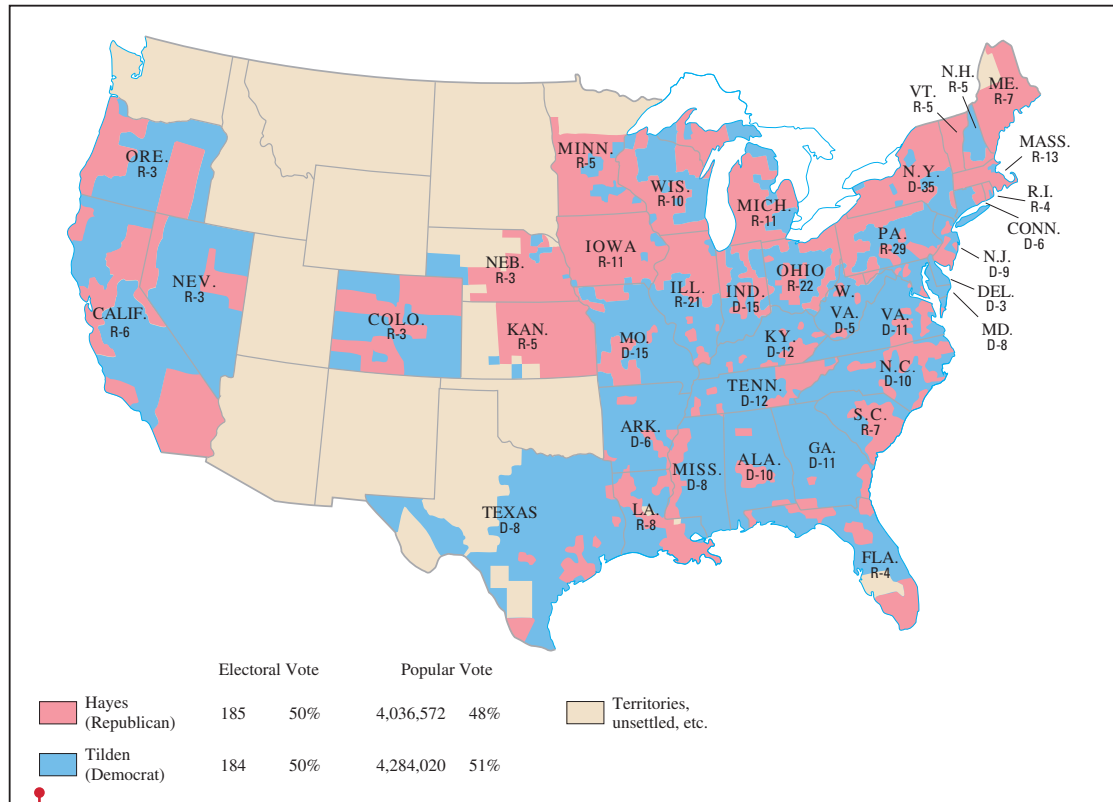 N.H.
R-5
VT.
R-5
ME.
R-7
MASS.
R-13
R.I.
R-4
CONN.
D-6
N.Y.
D-35
N.J.
D-9
DEL.
D-3
MD.
D-8
PA.
R-29
ORE.
R-3
MINN.
R-5
WIS.
R-10
MICH.
R-11
IOWA
R-11
NEB.
R-3
NEV.
R-3
CALIF.
R-6
COLO.
R-3
KAN.
R-5
MO.
D-15
ILL.
R-21
IND.
D-15
OHIO
R-22
W.
VA.
D-5
VA.
D-11
KY.
D-12
N.C.
D-10
TENN.
D-12
S.C.
R-7
ARK.
D-6
MISS.
D-8
ALA.
D-10
GA.
D-11
TEXAS
D-8
LA.
R-8
FLA.
R-4
Electoral Vote Popular Vote
Hayes
(Republican) 185 50% 4,036,572 48%
Territories,
unsettled, etc.
Tilden
(Democrat) 184 50% 4,284,020 51%